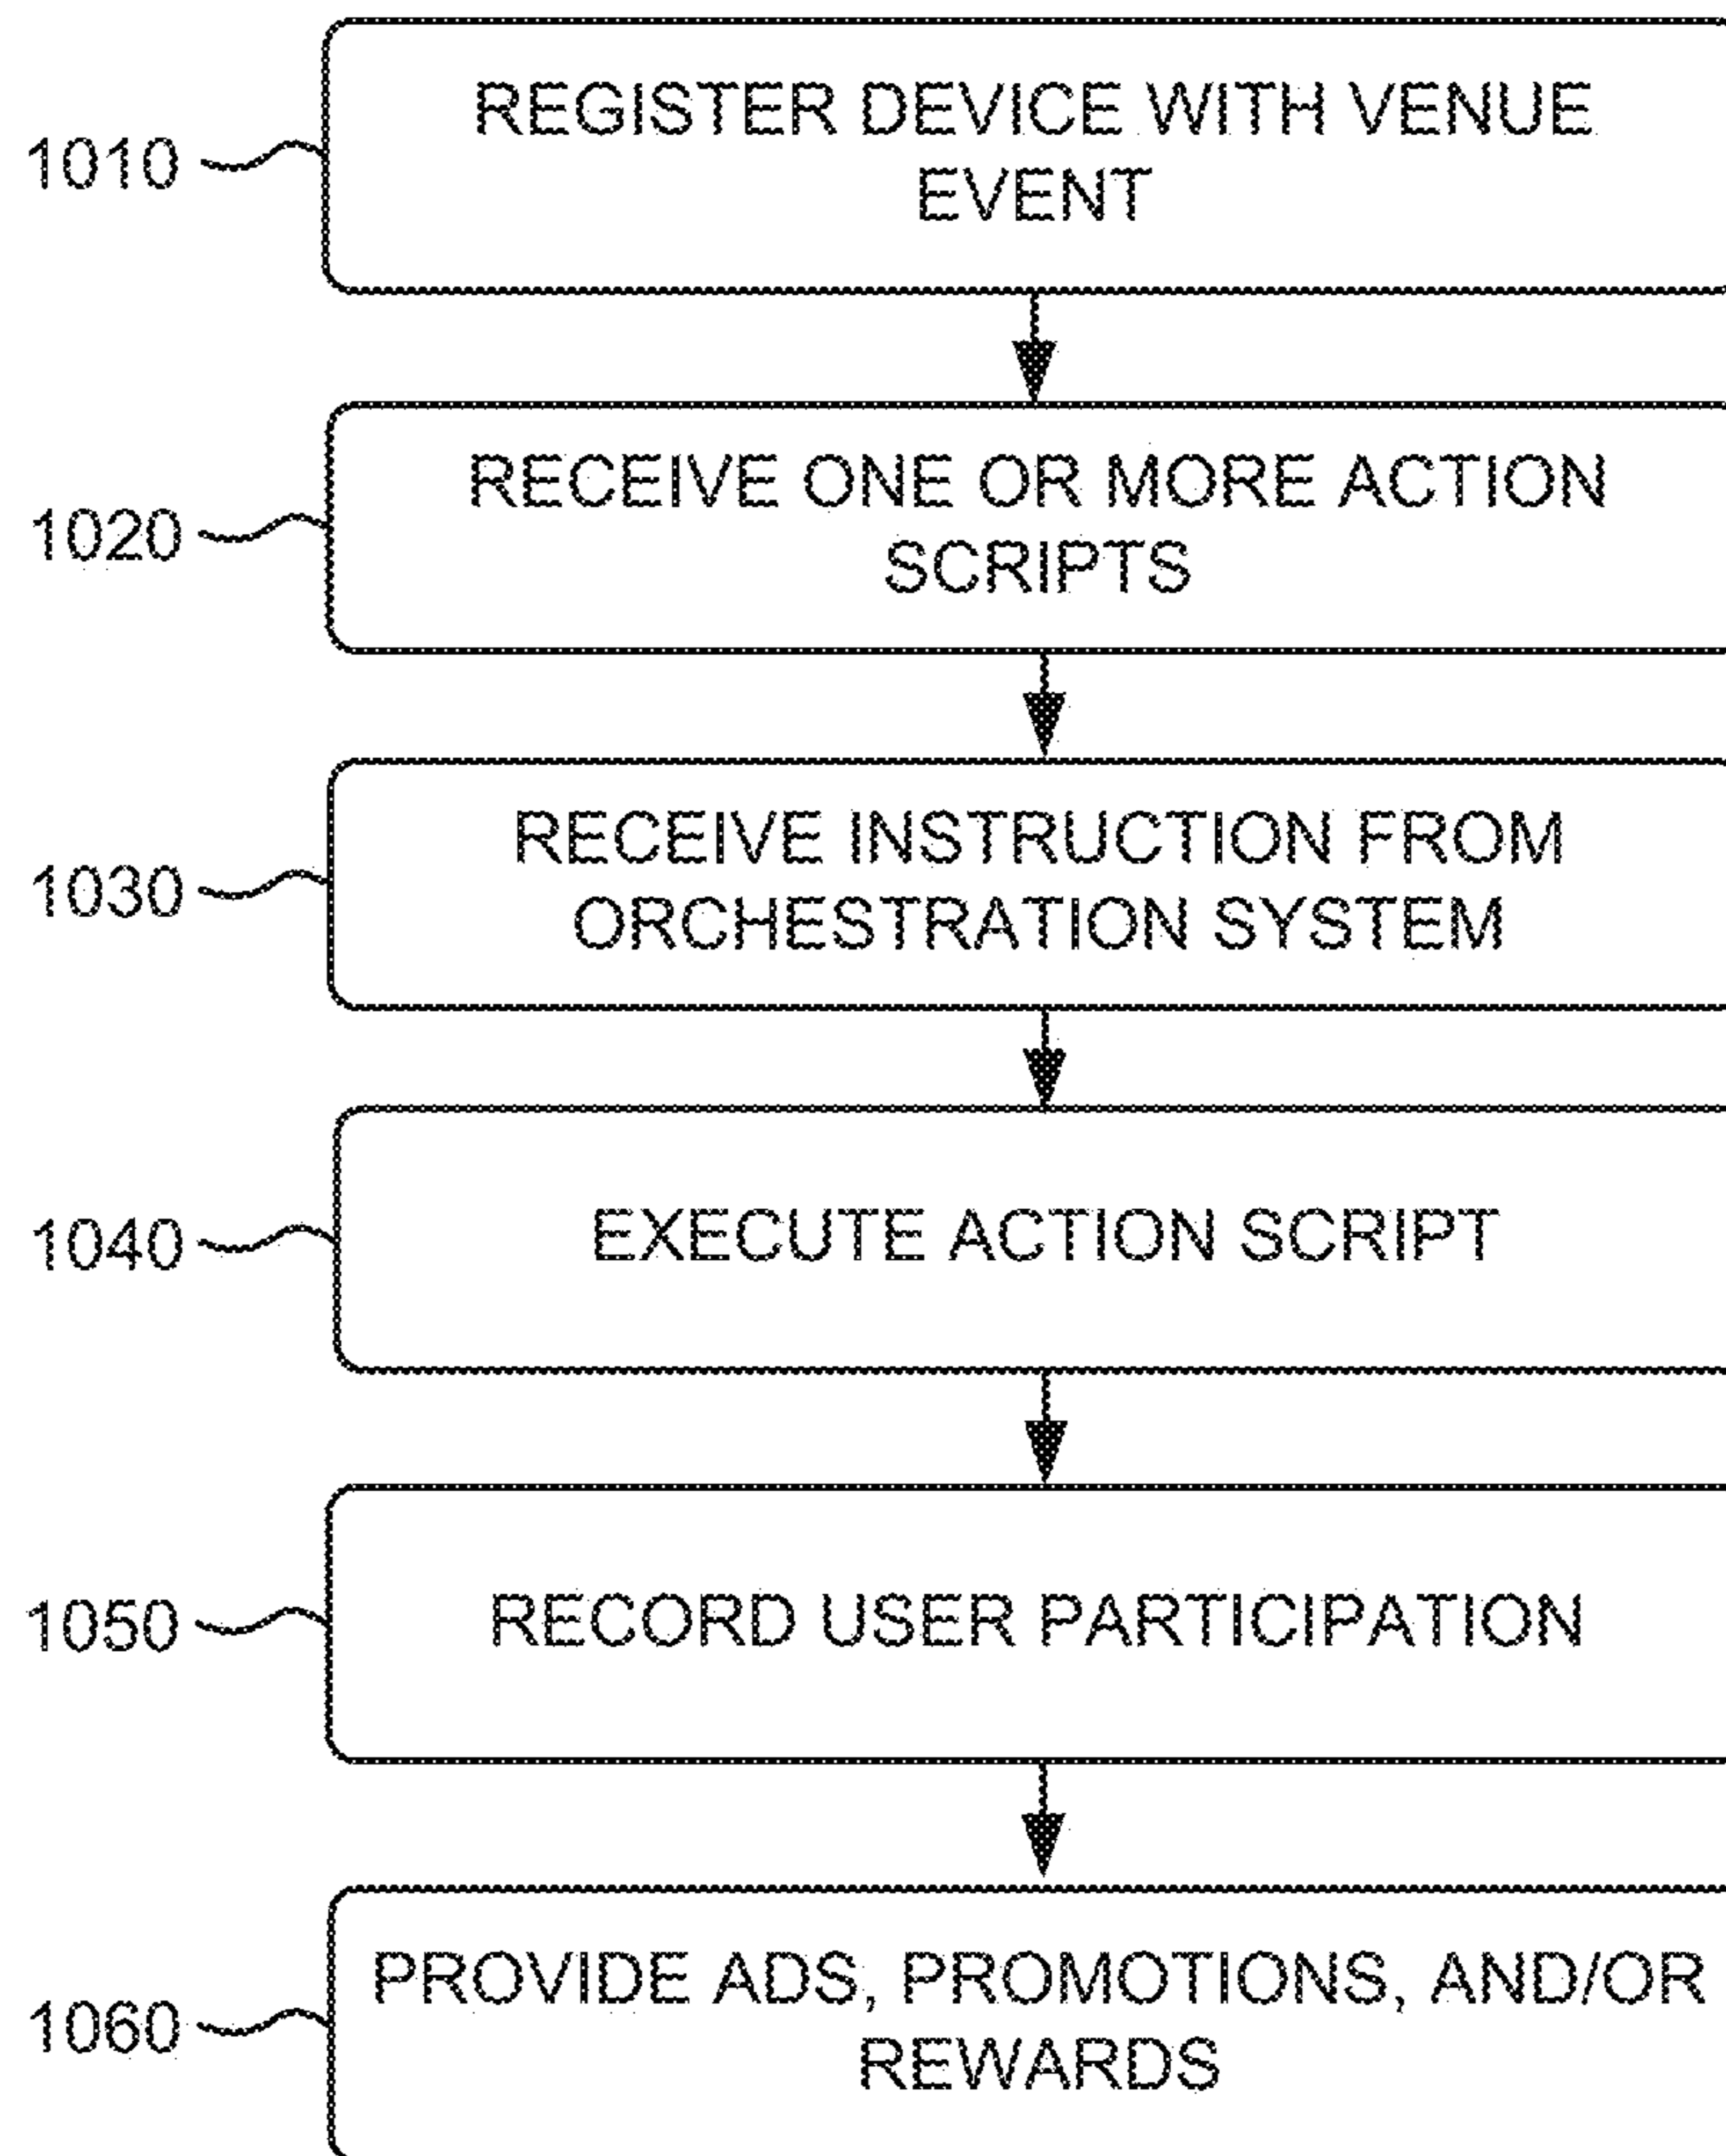 1010
REGISTER DEVICE WITH VENUE
EVENT
1020
RECEIVE ONE OR MORE ACTION
SCRIPTS
1030
RECEIVE INSTRUCTION FROM
ORCHESTRATION SYSTEM
1040
EXECUTE ACTION SCRIPT
1050
RECORD USER PARTICIPATION
1060
PROVIDE ADS, PROMOTIONS, AND/OR
REWARDS